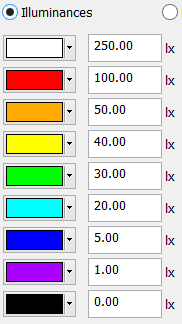 Illuminances
250.00 lx
100.00 lx
50.00 lx
40.00 lx
30.00 lx
20.00 lx
5.00 lx
1.00 lx
0.00 lx